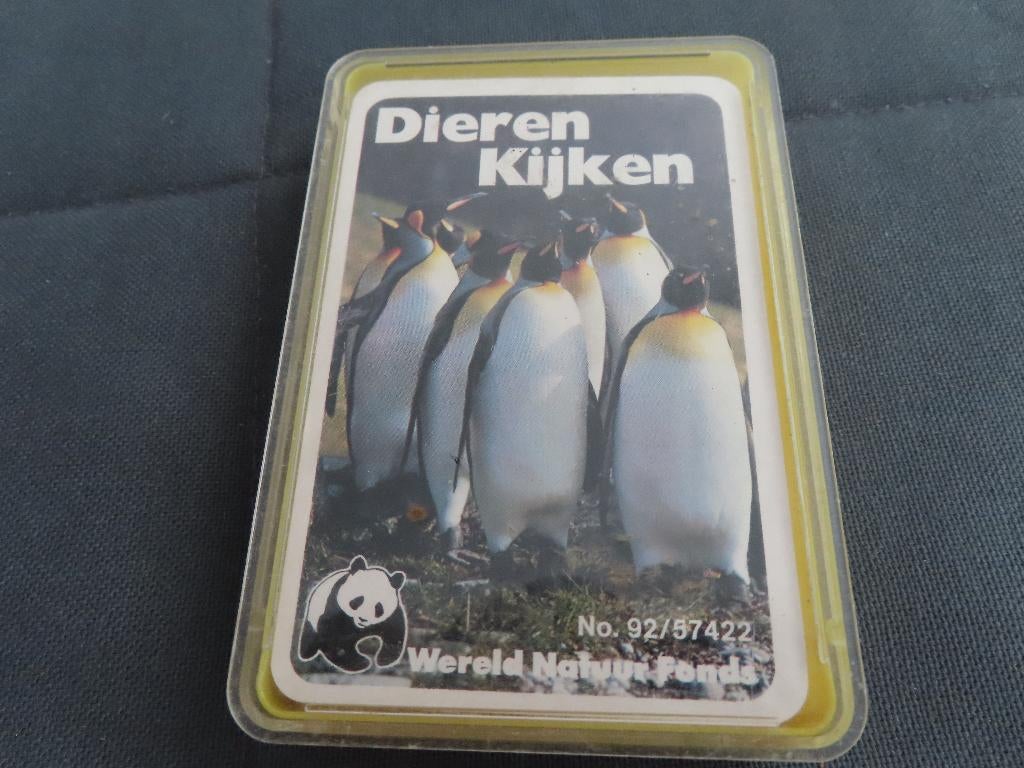 Dieren
Kijken
No. 92/57422
Wereld Natuur Fonds